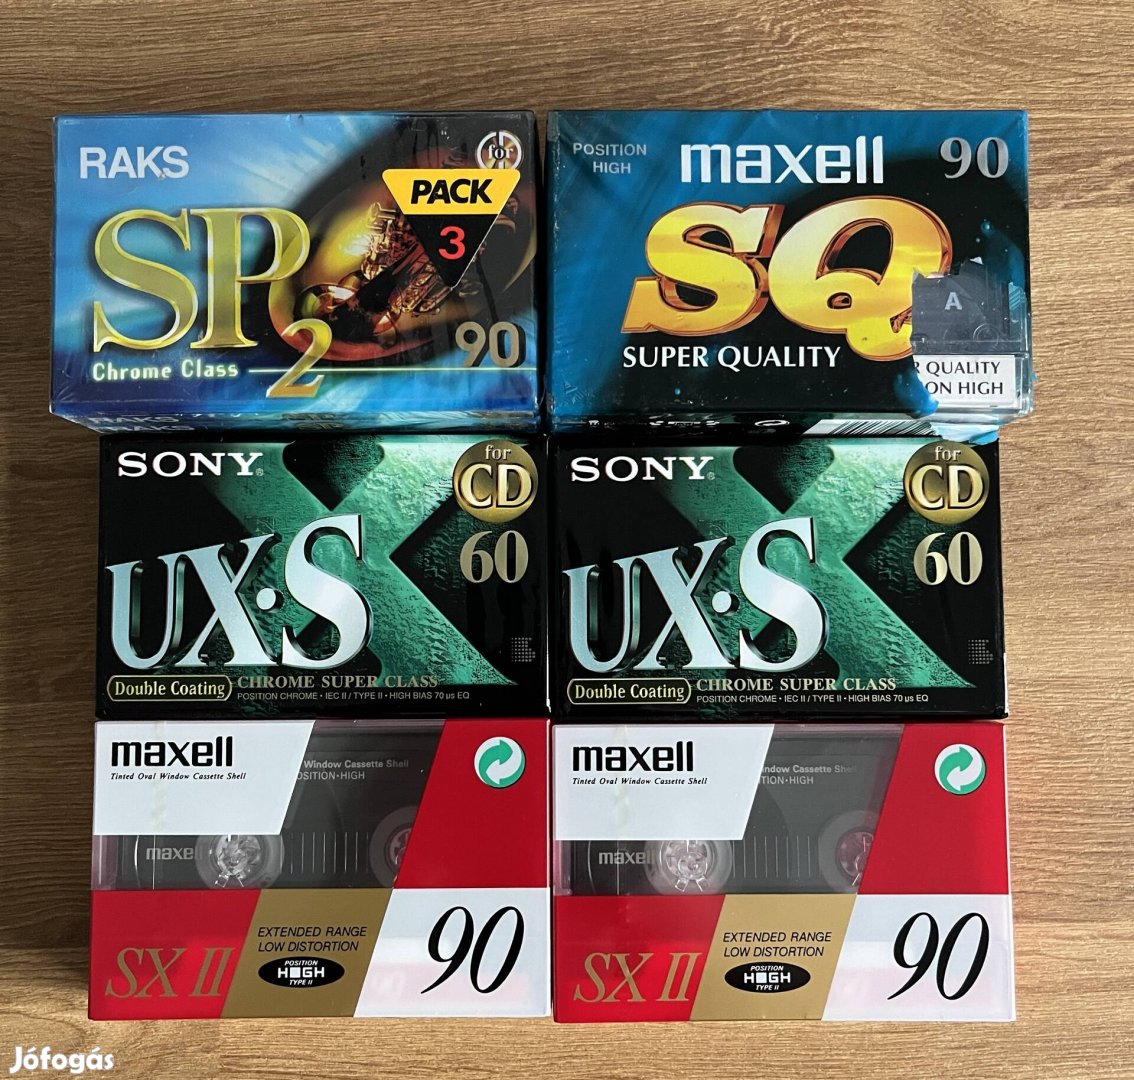 RAKS
for
PACK
3
SP2
90
Chrome Class
RAKS
POSITION
HIGH
maxell
90
SQ
SUPER QUALITY
A
QUALITY
ON HIGH
SONY
for
CD
60
UX·S
Double Coating
CHROME SUPER CLASS
POSITION CHROME • IEC II / TYPE II • HIGH BIAS 70 µs EQ
SONY
for
CD
60
UX·S
Double Coating
CHROME SUPER CLASS
POSITION CHROME • IEC II / TYPE II • HIGH BIAS 70 µs EQ
maxell
Tinted Oval Window Cassette Shell
Window Cassette Shell
POSITION·HIGH
maxell
SX II
EXTENDED RANGE
LOW DISTORTION
POSITION
HIGH
TYPE II
90
maxell
Tinted Oval Window Cassette Shell
Window Cassette Shell
TION·HIGH
maxell
SX II
EXTENDED RANGE
LOW DISTORTION
POSITION
HIGH
TYPE II
90
Jófogás